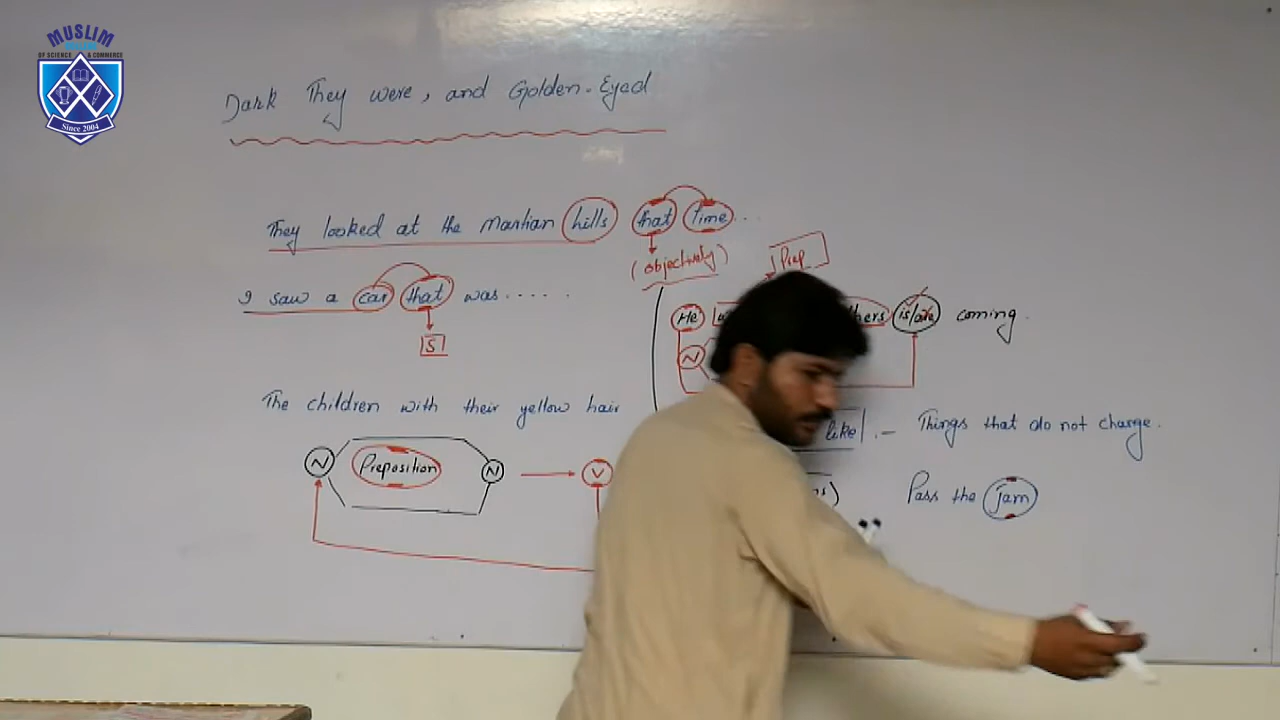 MUSLIM
OF SCIENCE & COMMERCE
Since 2004
Dark They were, and Golden-Eyed
They looked at the Martian hills that time...
(objectively)
Prep
I saw a car that was......
S
He
thers is/are coming.
N
The children with their yellow hair
like .- Things that do not change.
N Preposition N V
Pass the jam